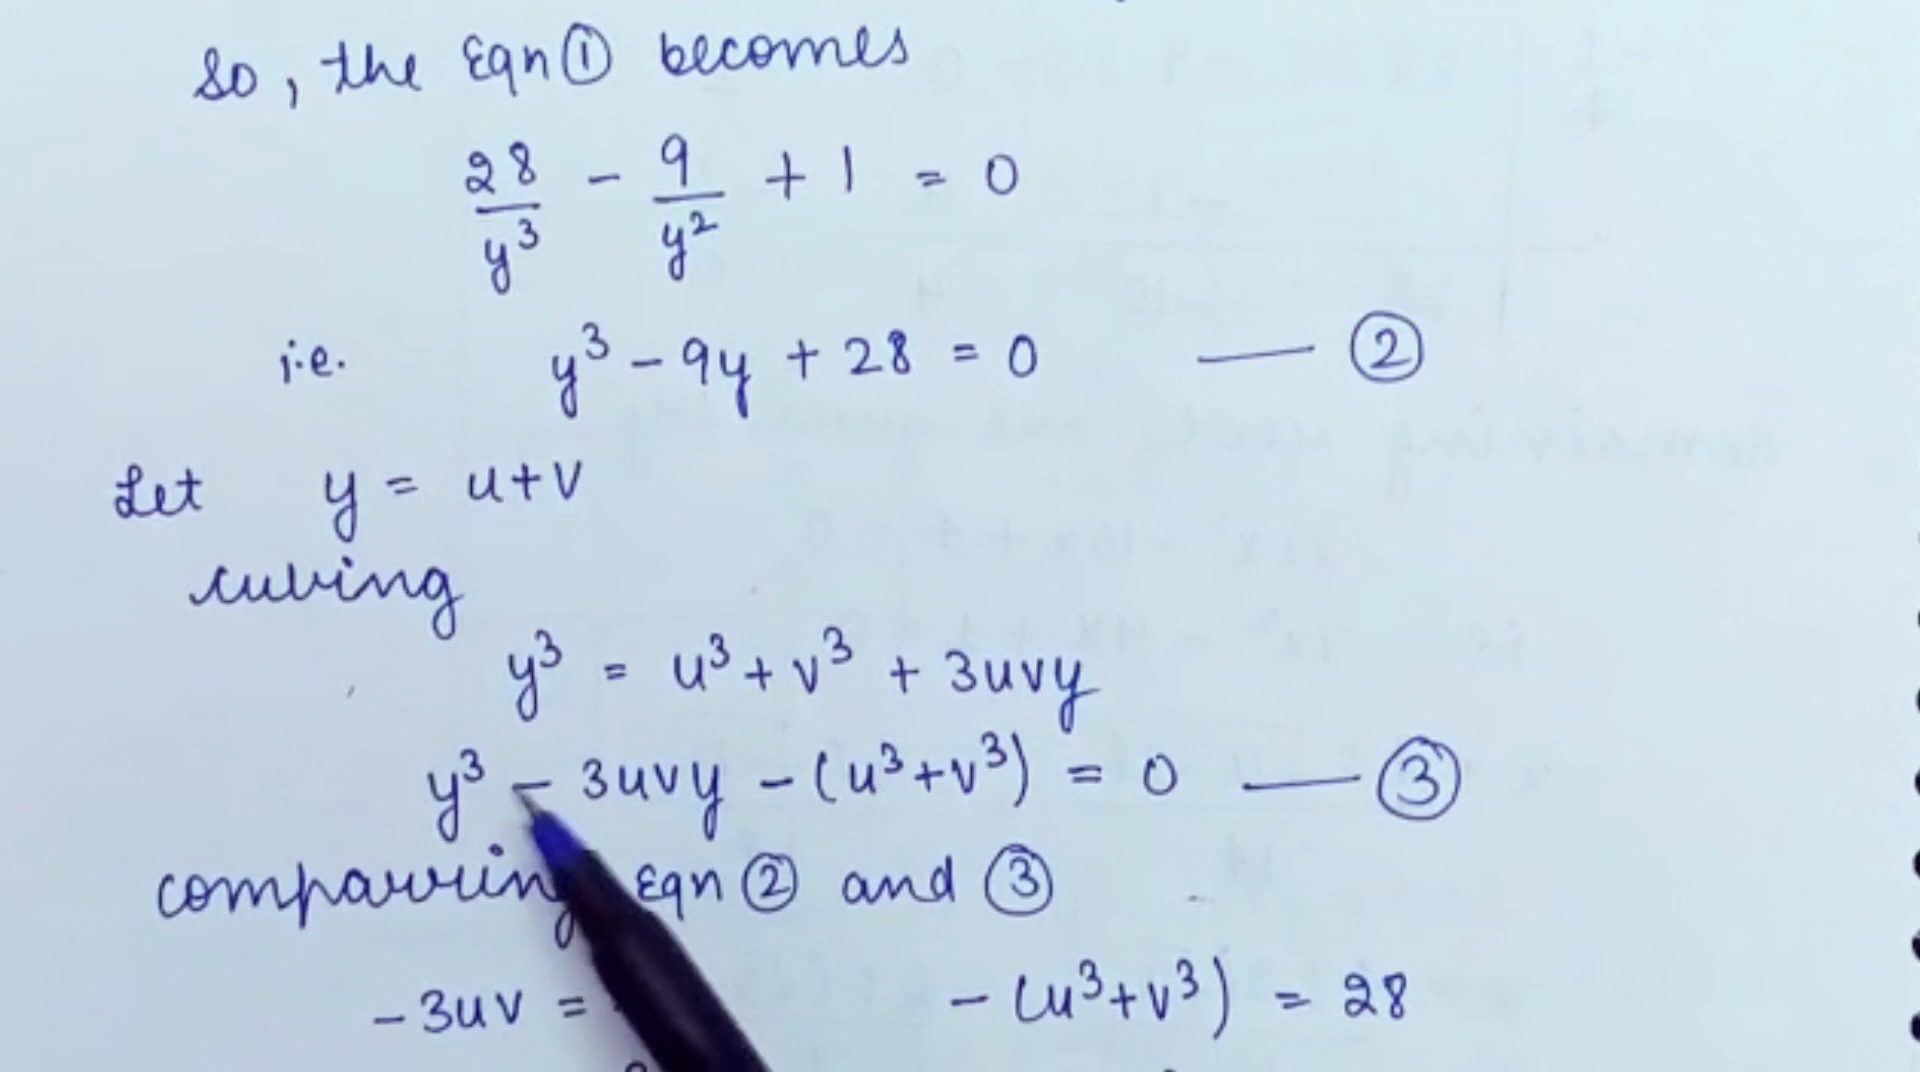 So, the Eqn ① becomes
28/y³ - 9/y² + 1 = 0
i.e. y³ - 9y + 28 = 0 — ②
Let y = u+v
cubing
y³ = u³ + v³ + 3uvy
y³ - 3uvy - (u³+v³) = 0 — ③
comparring Eqn ② and ③
-3uv = - (u³+v³) = 28